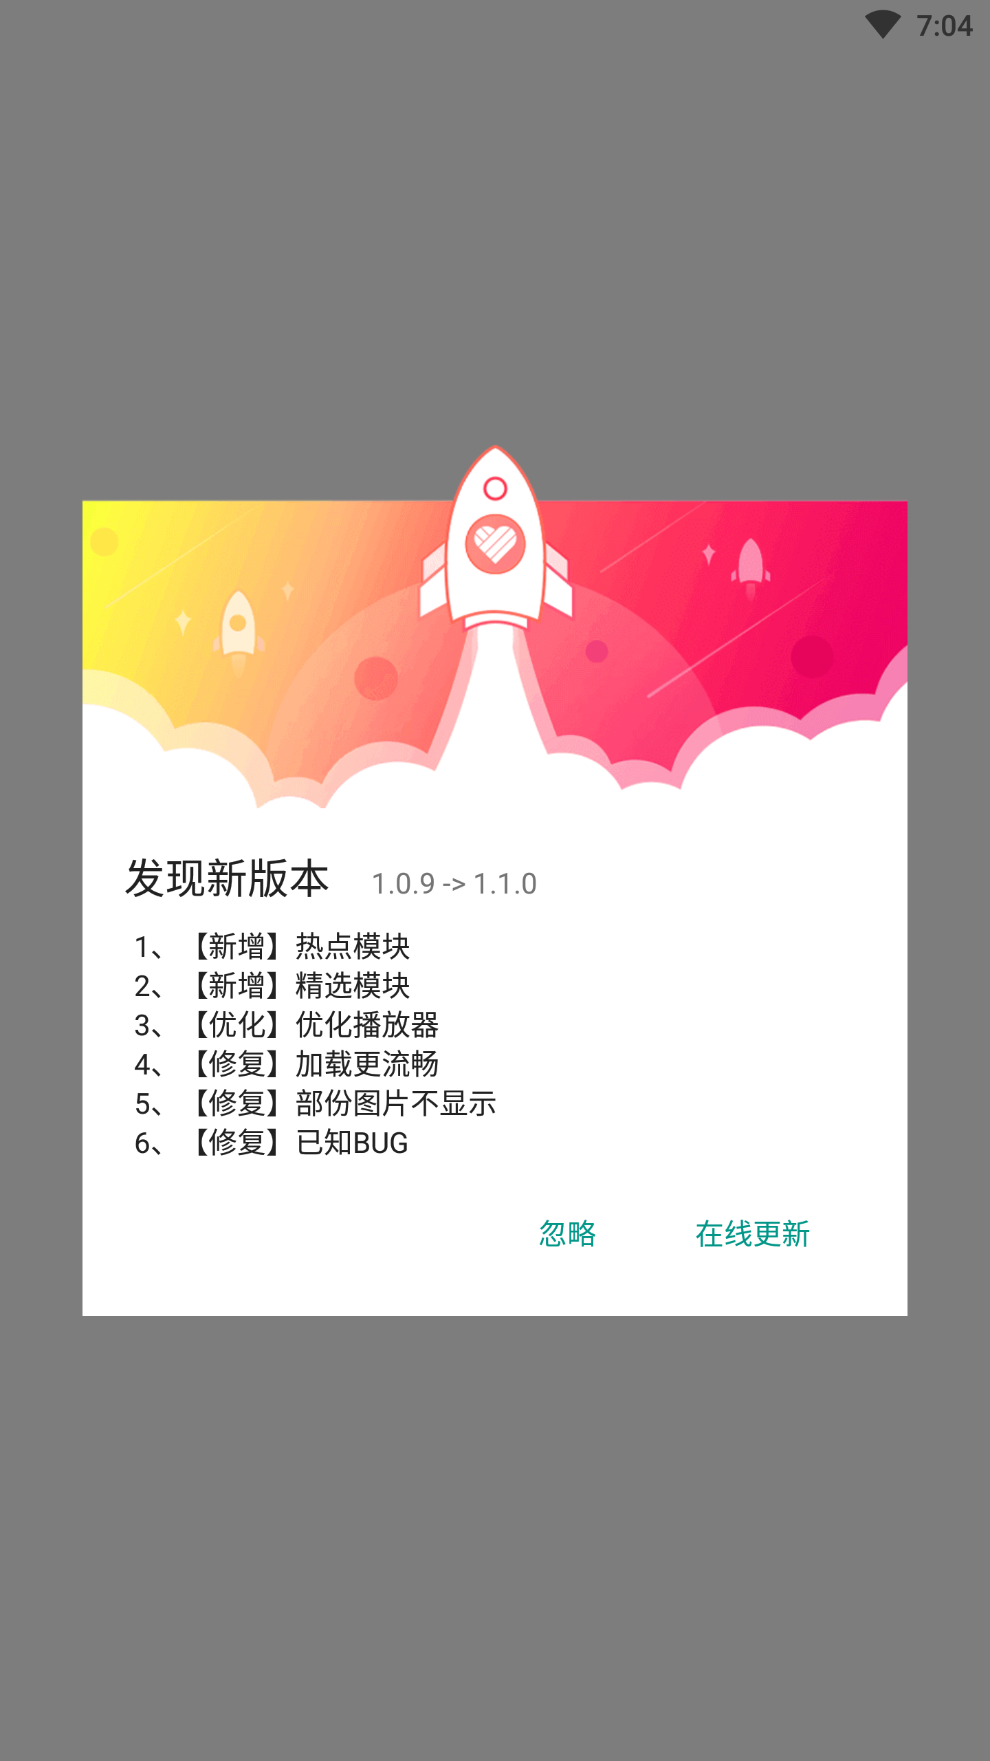 7:04
发现新版本 1.0.9 -> 1.1.0
1、【新增】热点模块
2、【新增】精选模块
3、【优化】优化播放器
4、【修复】加载更流畅
5、【修复】部份图片不显示
6、【修复】已知BUG
忽略 在线更新